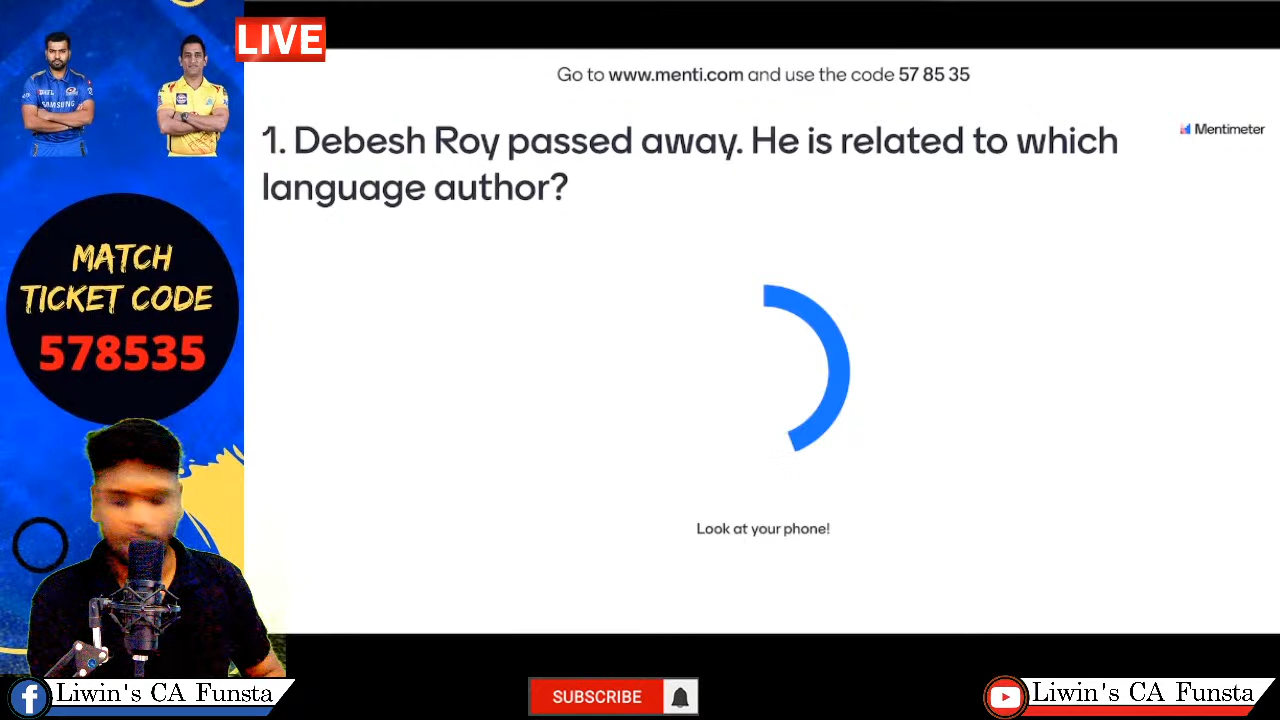 LIVE
Go to www.menti.com and use the code 57 85 35
Mentimeter
1. Debesh Roy passed away. He is related to which
language author?
MATCH
TICKET CODE
578535
Look at your phone!
SAMSUNG
Liwin's CA Funsta
SUBSCRIBE
Liwin's CA Funsta